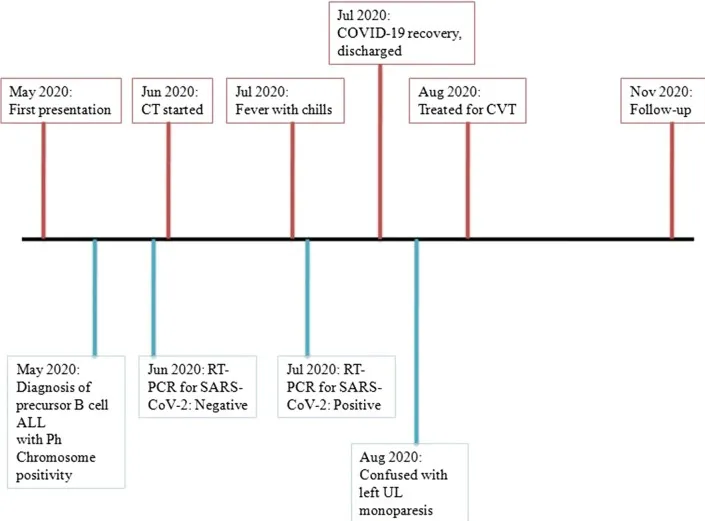 Jul 2020:
COVID-19 recovery,
discharged
May 2020:
First presentation
Jun 2020:
CT started
Jul 2020:
Fever with chills
Aug 2020:
Treated for CVT
Nov 2020:
Follow-up
May 2020:
Diagnosis of
precursor B cell
ALL
with Ph
Chromosome
positivity
Jun 2020: RT-
PCR for SARS-
CoV-2: Negative
Jul 2020: RT-
PCR for SARS-
CoV-2: Positive
Aug 2020:
Confused with
left UL
monoparesis